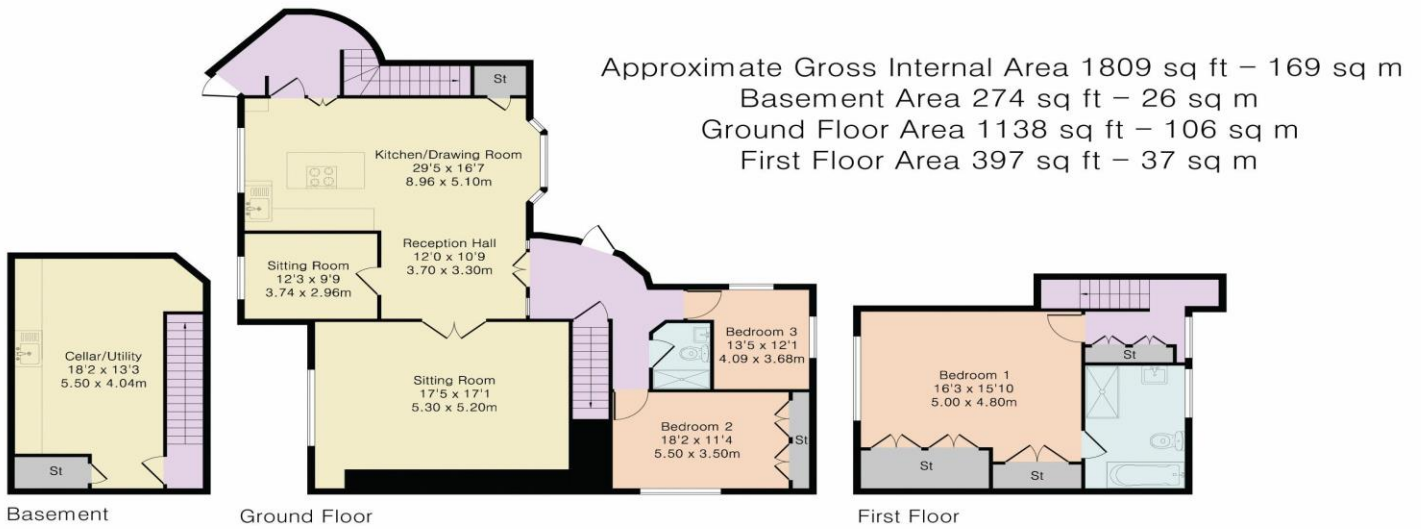 Approximate Gross Internal Area 1809 sq ft – 169 sq m
Basement Area 274 sq ft – 26 sq m
Ground Floor Area 1138 sq ft – 106 sq m
First Floor Area 397 sq ft – 37 sq m
Cellar/Utility
18'2 x 13'3
5.50 x 4.04m
St
Basement
St
Kitchen/Drawing Room
29'5 x 16'7
8.96 x 5.10m
Reception Hall
12'0 x 10'9
3.70 x 3.30m
Sitting Room
12'3 x 9'9
3.74 x 2.96m
Sitting Room
17'5 x 17'1
5.30 x 5.20m
Bedroom 3
13'5 x 12'1
4.09 x 3.68m
Bedroom 2
18'2 x 11'4
5.50 x 3.50m
St
Ground Floor
Bedroom 1
16'3 x 15'10
5.00 x 4.80m
St
St
St
First Floor